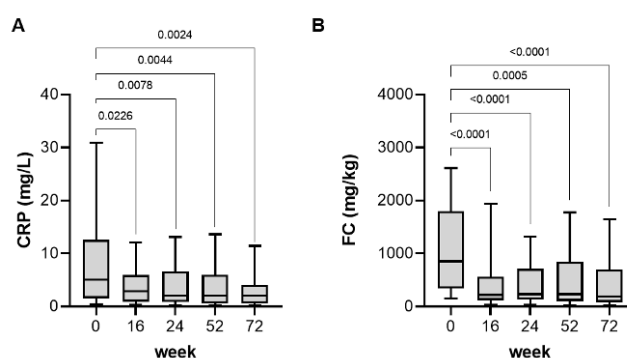 A
0.0024
0.0044
0.0078
0.0226
CRP (mg/L)
40
30
20
10
0
0 16 24 52 72
week
B
<0.0001
0.0005
<0.0001
<0.0001
FC (mg/kg)
4000
3000
2000
1000
0
0 16 24 52 72
week